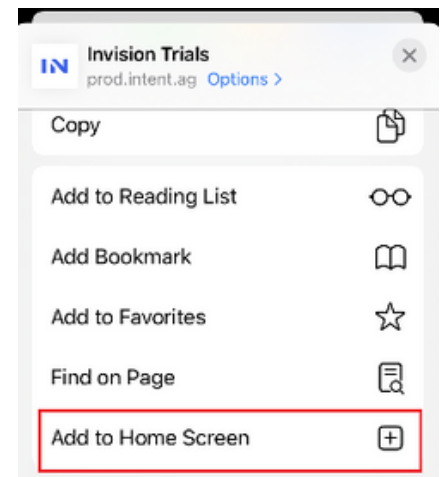 IN
Invision Trials
prod.intent.ag Options >
Copy
Add to Reading List
Add Bookmark
Add to Favorites
Find on Page
Add to Home Screen